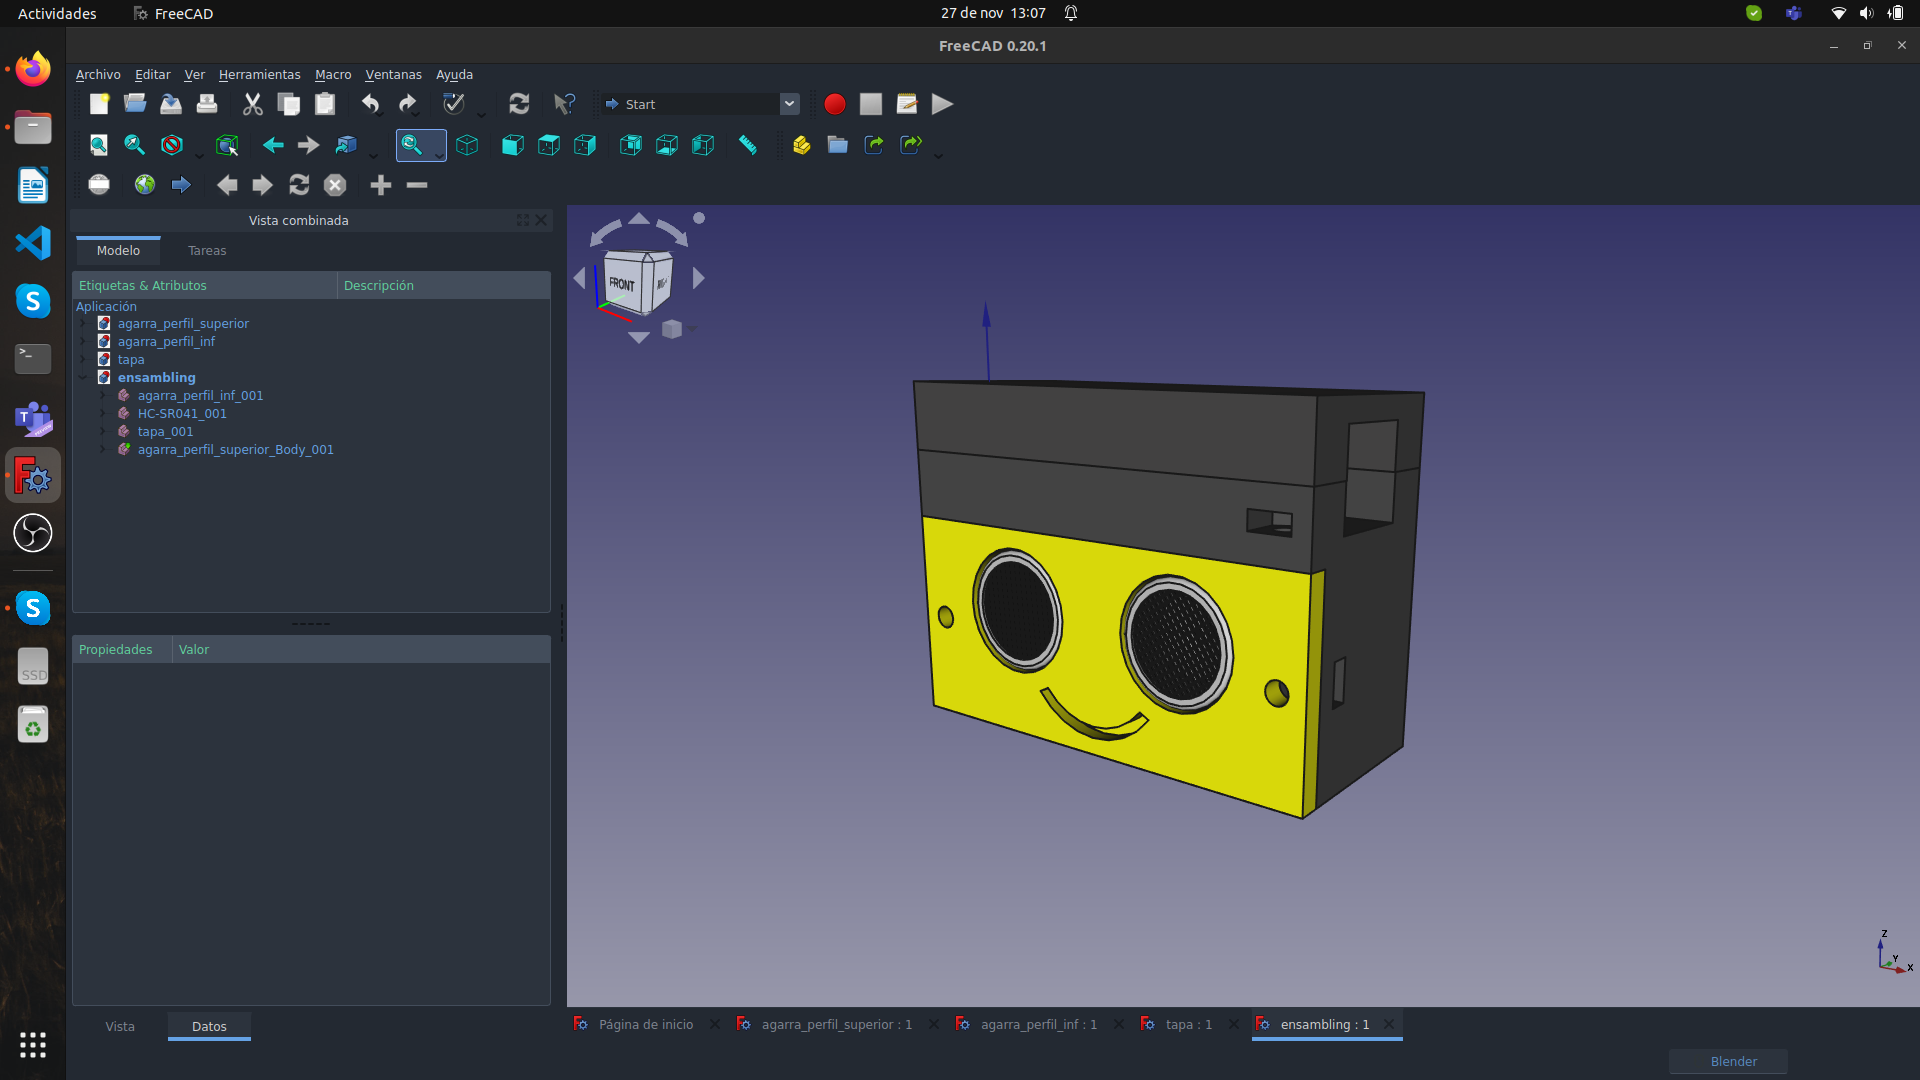 Actividades FreeCAD 27 de nov 13:07
FreeCAD 0.20.1
Archivo Editar Ver Herramientas Macro Ventanas Ayuda
Start
Vista combinada
Modelo Tareas
Etiquetas & Atributos Descripción
Aplicación
agarra_perfil_superior
agarra_perfil_inf
tapa
ensambling
agarra_perfil_inf_001
HC-SR041_001
tapa_001
agarra_perfil_superior_Body_001
FRONT
Propiedades Valor
SSD
Z
Y
X
Vista Datos
Página de inicio agarra_perfil_superior : 1 agarra_perfil_inf : 1 tapa : 1 ensambling : 1
Blender